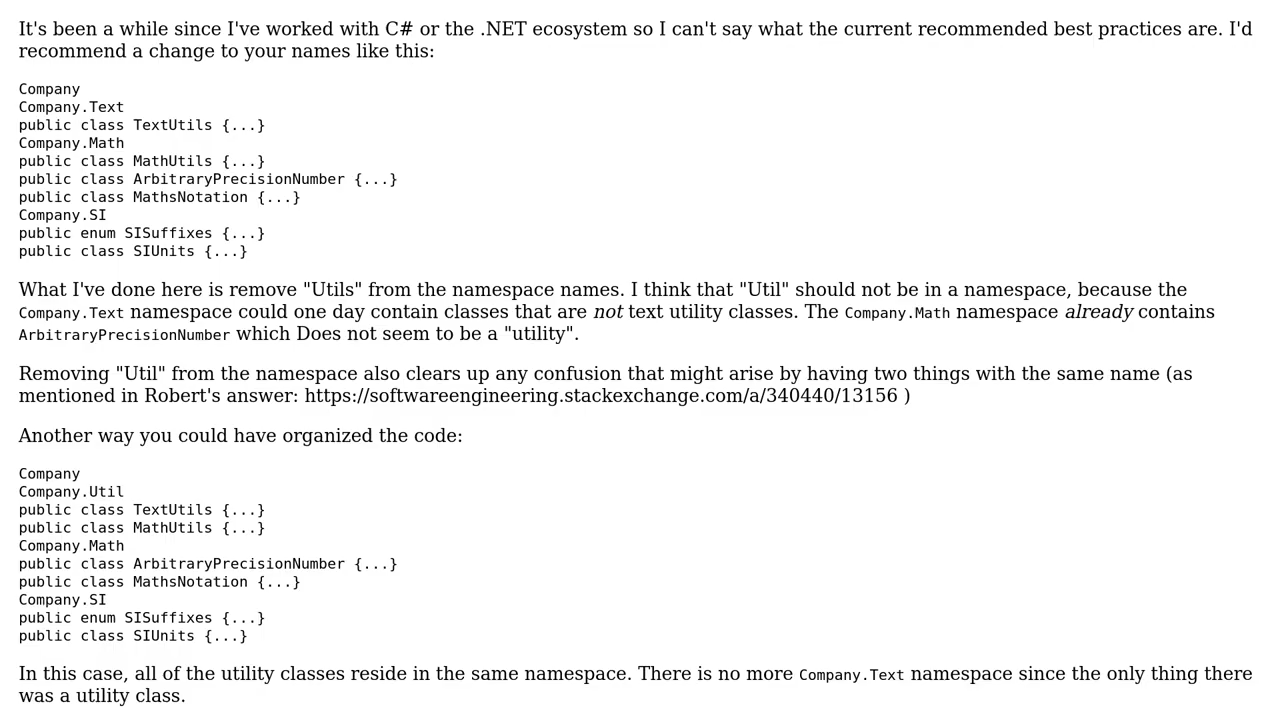 It's been a while since I've worked with C# or the .NET ecosystem so I can't say what the current recommended best practices are. I'd
recommend a change to your names like this:
Company
Company.Text
public class TextUtils {...}
Company.Math
public class MathUtils {...}
public class ArbitraryPrecisionNumber {...}
public class MathsNotation {...}
Company.SI
public enum SISuffixes {...}
public class SIUnits {...}
What I've done here is remove "Utils" from the namespace names. I think that "Util" should not be in a namespace, because the
Company.Text namespace could one day contain classes that are not text utility classes. The Company.Math namespace already contains
ArbitraryPrecisionNumber which Does not seem to be a "utility".
Removing "Util" from the namespace also clears up any confusion that might arise by having two things with the same name (as
mentioned in Robert's answer: https://softwareengineering.stackexchange.com/a/340440/13156 )
Another way you could have organized the code:
Company
Company.Util
public class TextUtils {...}
public class MathUtils {...}
Company.Math
public class ArbitraryPrecisionNumber {...}
public class MathsNotation {...}
Company.SI
public enum SISuffixes {...}
public class SIUnits {...}
In this case, all of the utility classes reside in the same namespace. There is no more Company.Text namespace since the only thing there
was a utility class.